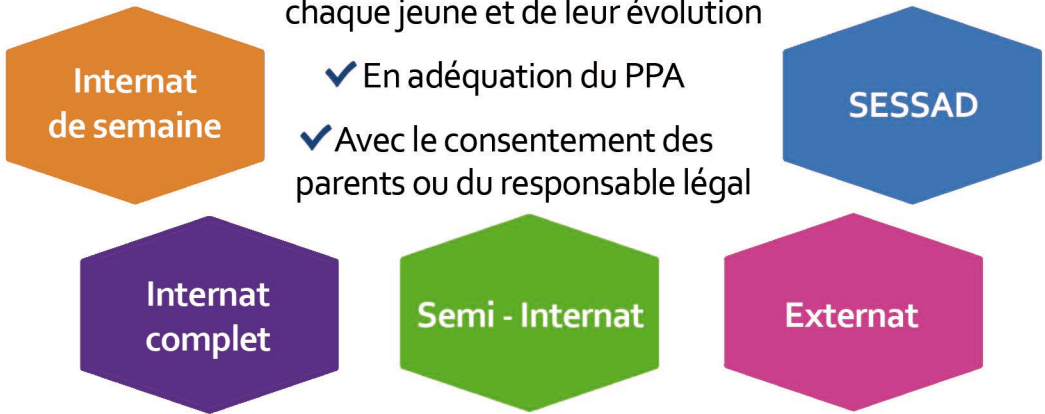 chaque jeune et de leur évolution
En adéquation du PPA
Avec le consentement des
parents ou du responsable légal
Internat
de semaine
SESSAD
Internat
complet
Semi - Internat
Externat